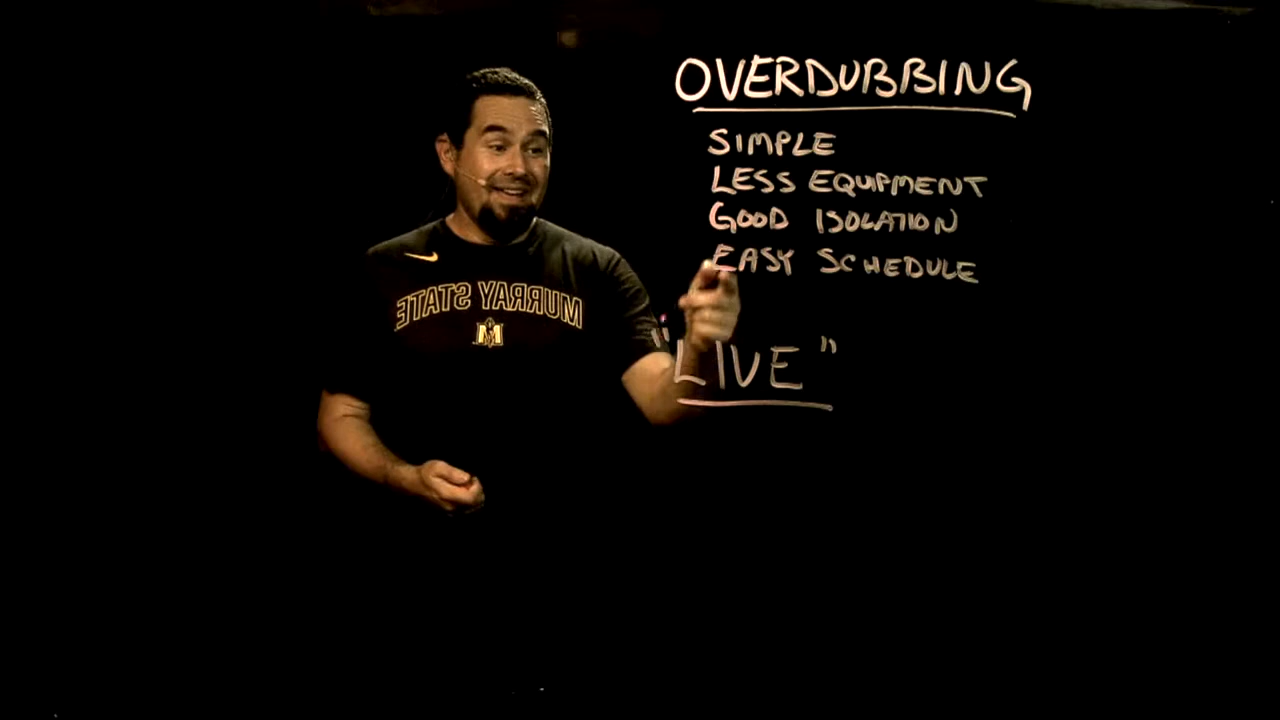 OVERDUBBING
SIMPLE
LESS EQUIPMENT
GOOD ISOLATION
EASY SCHEDULE
"LIVE"
MURRAY STATE
M